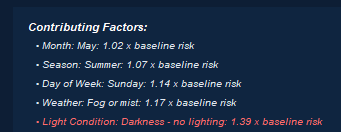 Contributing Factors:
• Month: May: 1.02 x baseline risk
• Season: Summer: 1.07 x baseline risk
• Day of Week: Sunday: 1.14 x baseline risk
• Weather: Fog or mist: 1.17 x baseline risk
• Light Condition: Darkness - no lighting: 1.39 x baseline risk